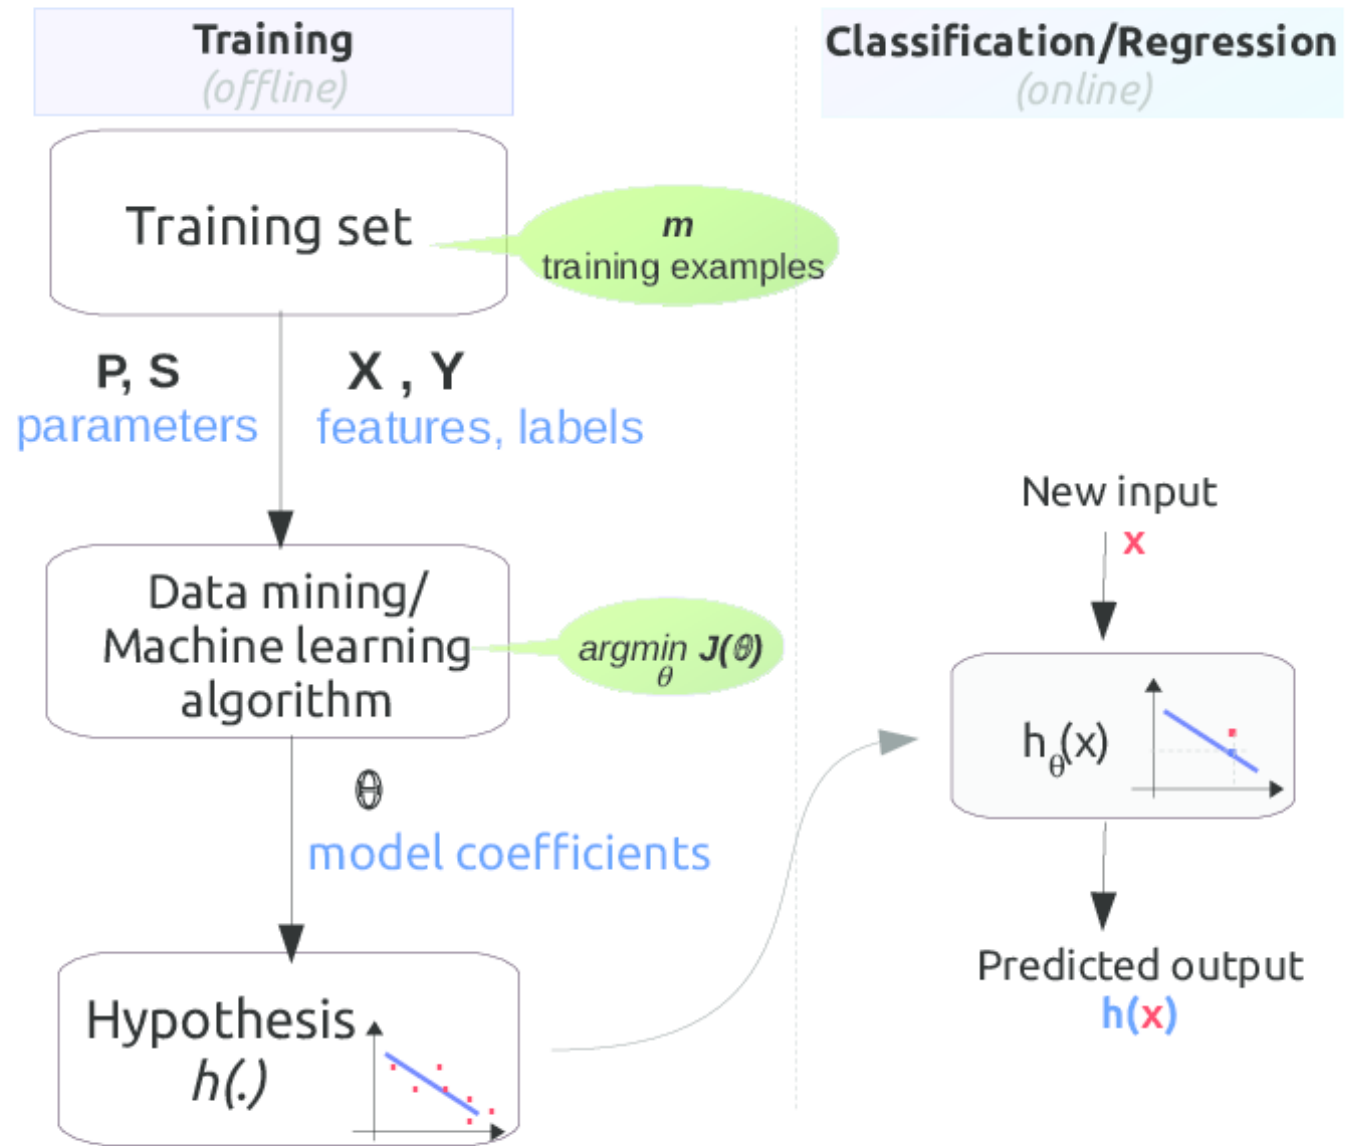 Training
(offline)
Training set
m
training examples
P, S
parameters
X , Y
features, labels
Data mining/
Machine learning
algorithm
argmin J(θ)
θ
θ
model coefficients
Hypothesis
h(.)
Classification/Regression
(online)
New input
x
hθ(x)
Predicted output
h(x)